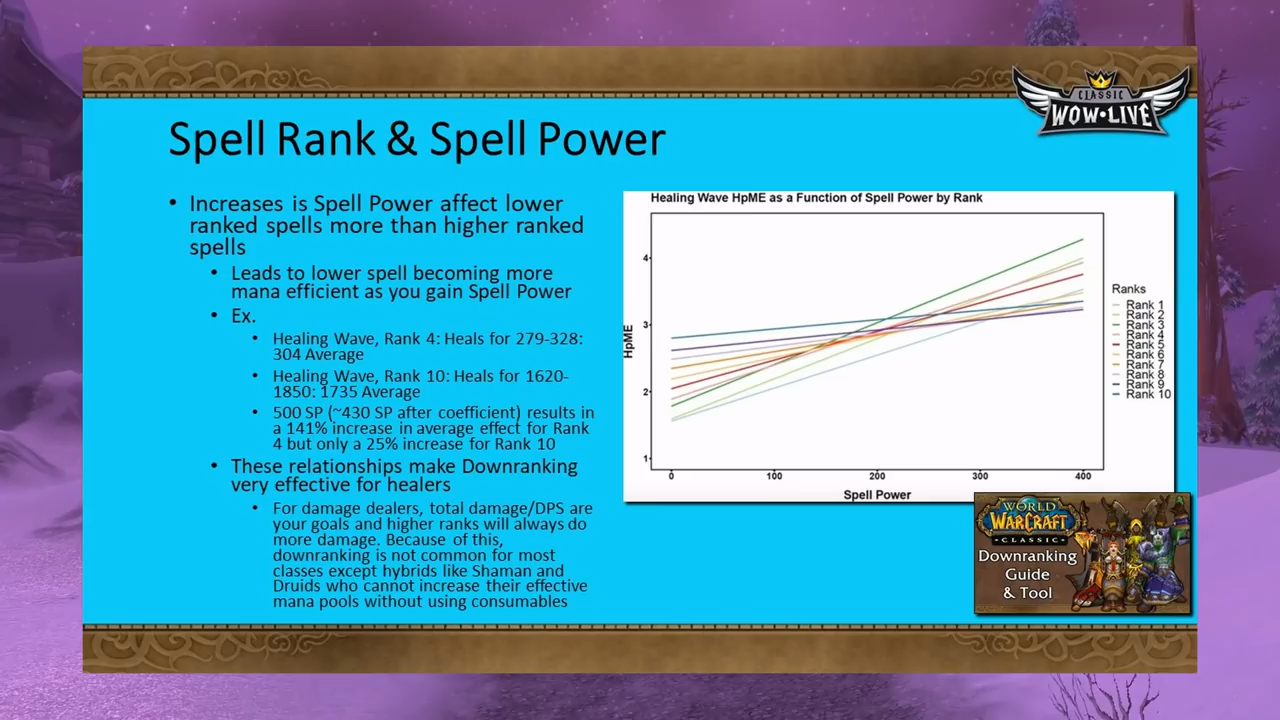 CLASSIC
WOW•LIVE
Spell Rank & Spell Power
• Increases is Spell Power affect lower
ranked spells more than higher ranked
spells
• Leads to lower spell becoming more
mana efficient as you gain Spell Power
• Ex.
• Healing Wave, Rank 4: Heals for 279-328:
304 Average
• Healing Wave, Rank 10: Heals for 1620-
1850: 1735 Average
• 500 SP (~430 SP after coefficient) results in
a 141% increase in average effect for Rank
4 but only a 25% increase for Rank 10
• These relationships make Downranking
very effective for healers
• For damage dealers, total damage/DPS are
your goals and higher ranks will always do
more damage. Because of this,
downranking is not common for most
classes except hybrids like Shaman and
Druids who cannot increase their effective
mana pools without using consumables
Healing Wave HpME as a Function of Spell Power by Rank
HpME
4
3
2
1
0 100 200 300 400
Spell Power
Ranks
Rank 1
Rank 2
Rank 3
Rank 4
Rank 5
Rank 6
Rank 7
Rank 8
Rank 9
Rank 10
WORLD
OF
WARCRAFT
CLASSIC
Downranking
Guide
& Tool